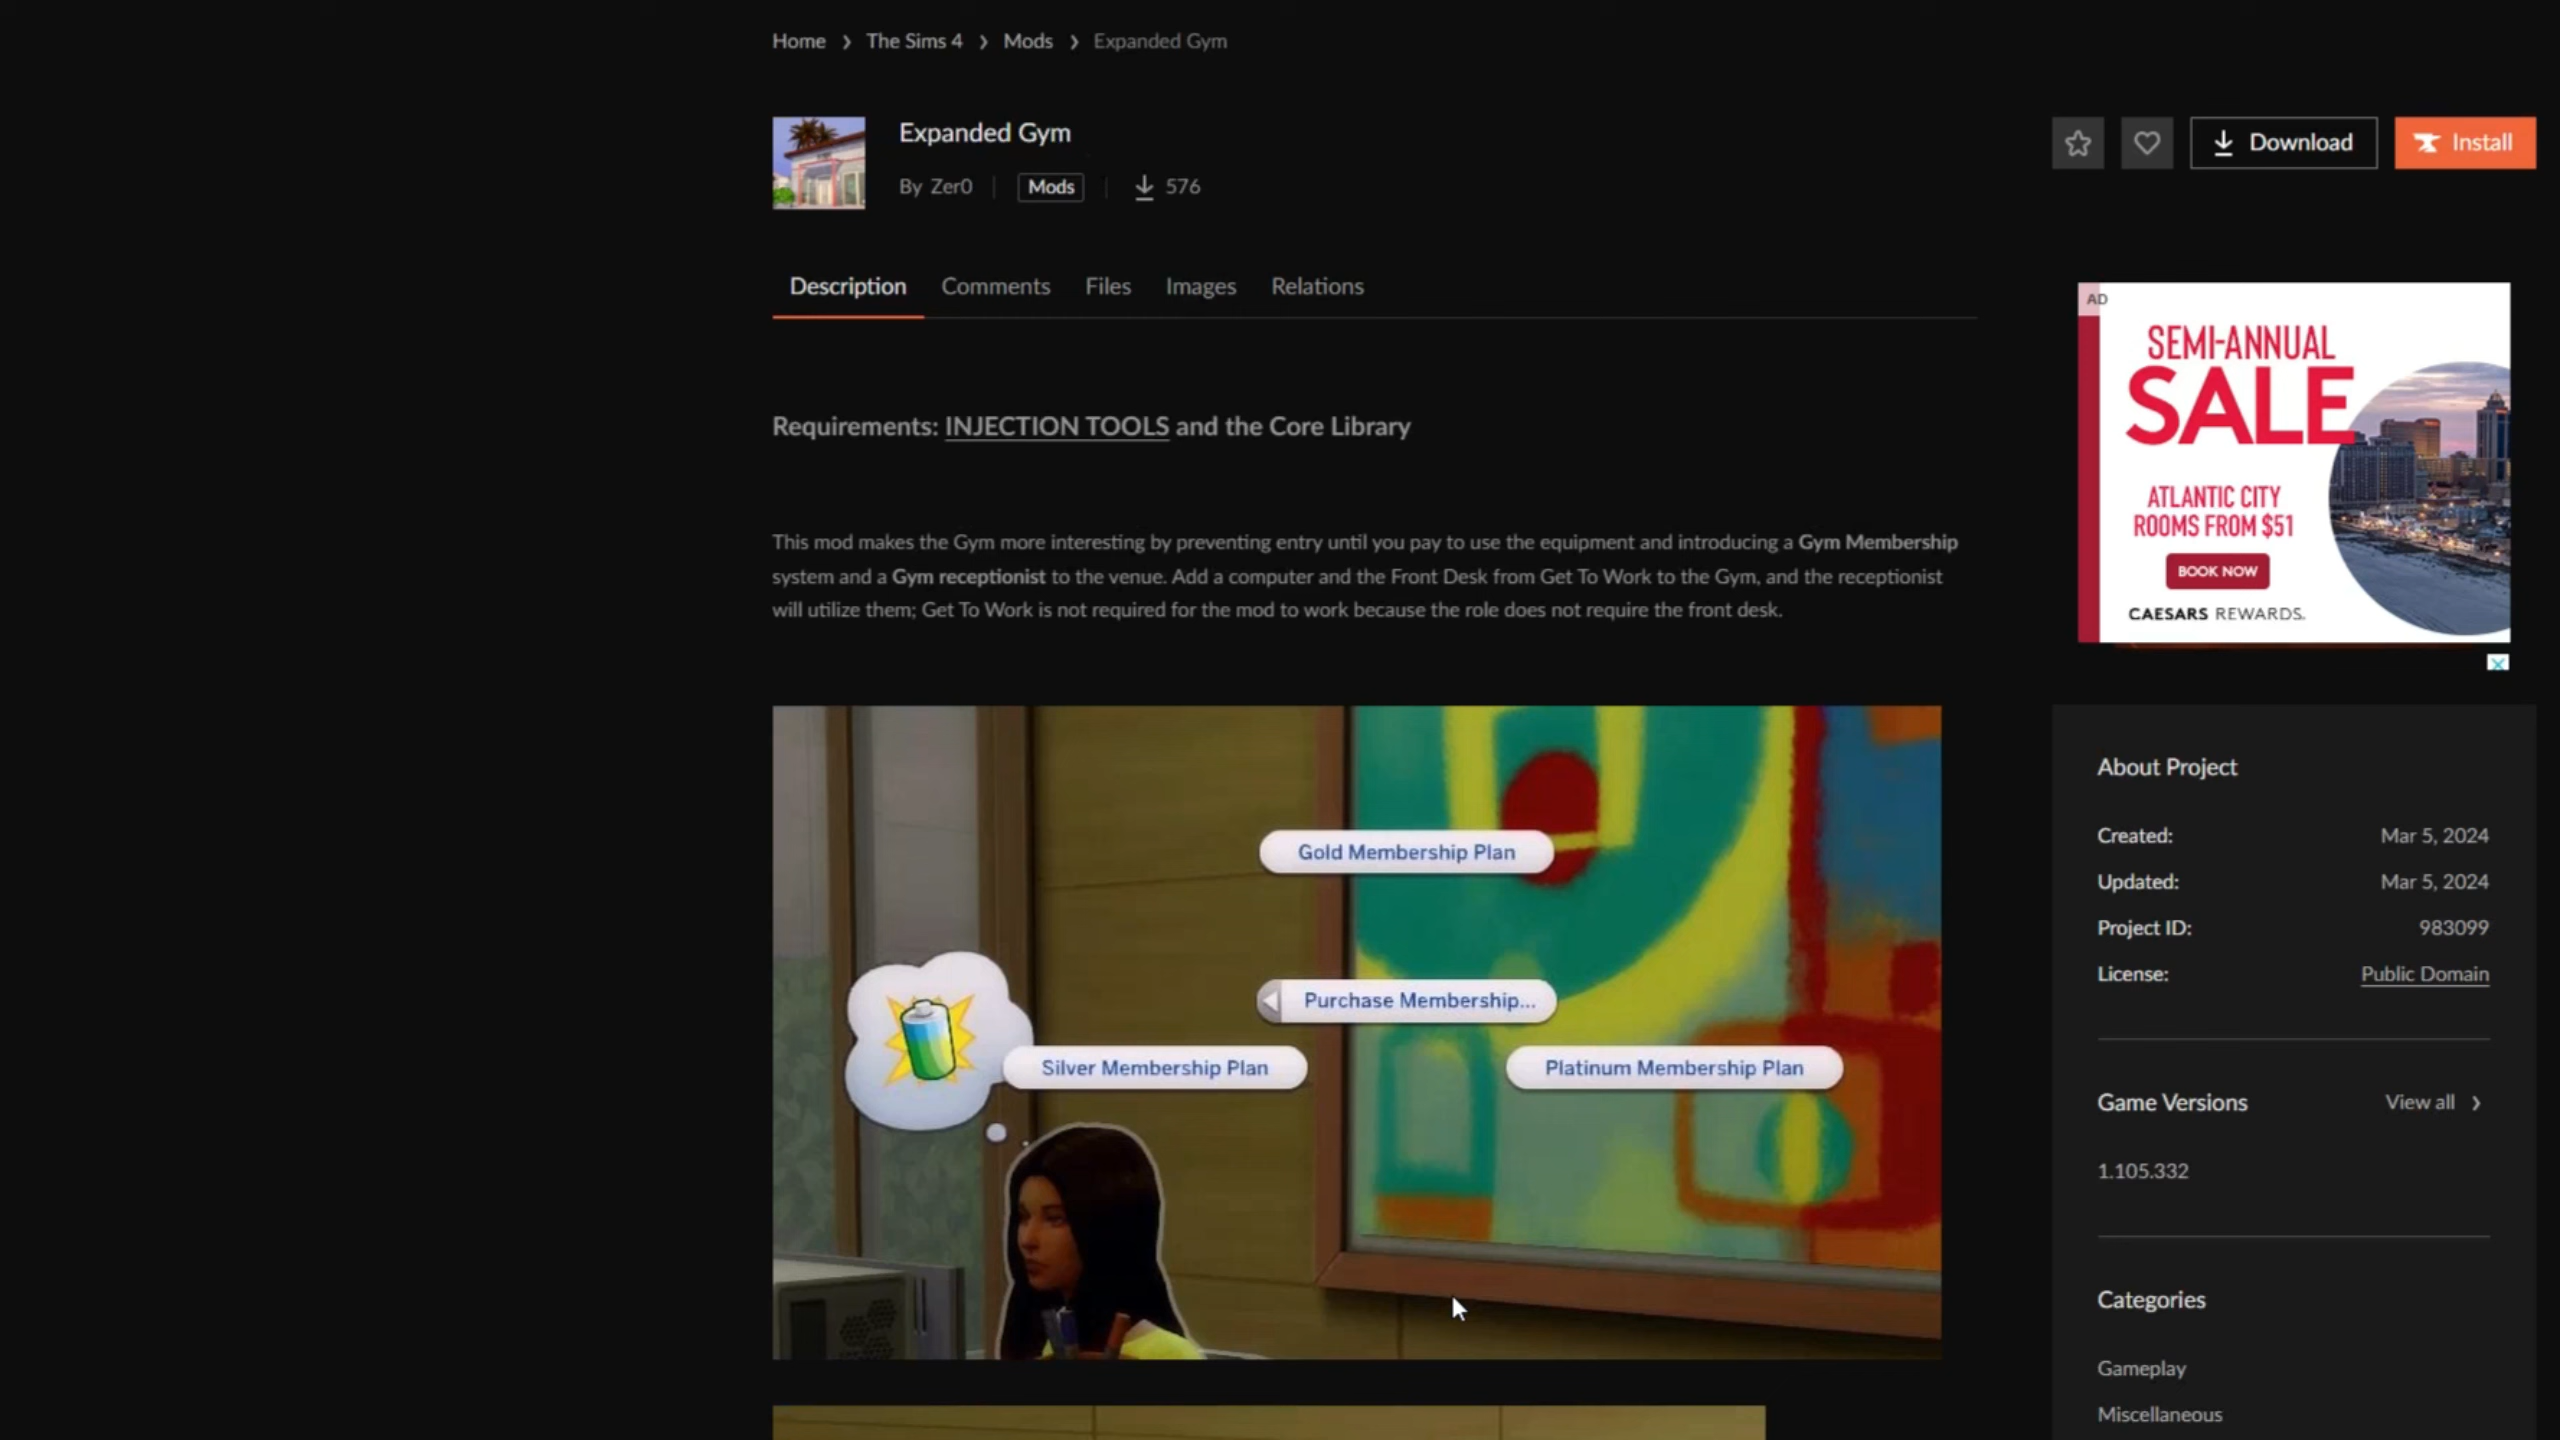 Home > The Sims 4 > Mods > Expanded Gym
Expanded Gym
By Zer0 | Mods | 576
Download
Install
Description Comments Files Images Relations
Requirements: INJECTION TOOLS and the Core Library
This mod makes the Gym more interesting by preventing entry until you pay to use the equipment and introducing a Gym Membership
system and a Gym receptionist to the venue. Add a computer and the Front Desk from Get To Work to the Gym, and the receptionist
will utilize them; Get To Work is not required for the mod to work because the role does not require the front desk.
Gold Membership Plan
Purchase Membership...
Silver Membership Plan
Platinum Membership Plan
AD
SEMI-ANNUAL
SALE
ATLANTIC CITY
ROOMS FROM $51
BOOK NOW
CAESARS REWARDS.
About Project
Created: Mar 5, 2024
Updated: Mar 5, 2024
Project ID: 983099
License: Public Domain
Game Versions View all >
1.105.332
Categories
Gameplay
Miscellaneous